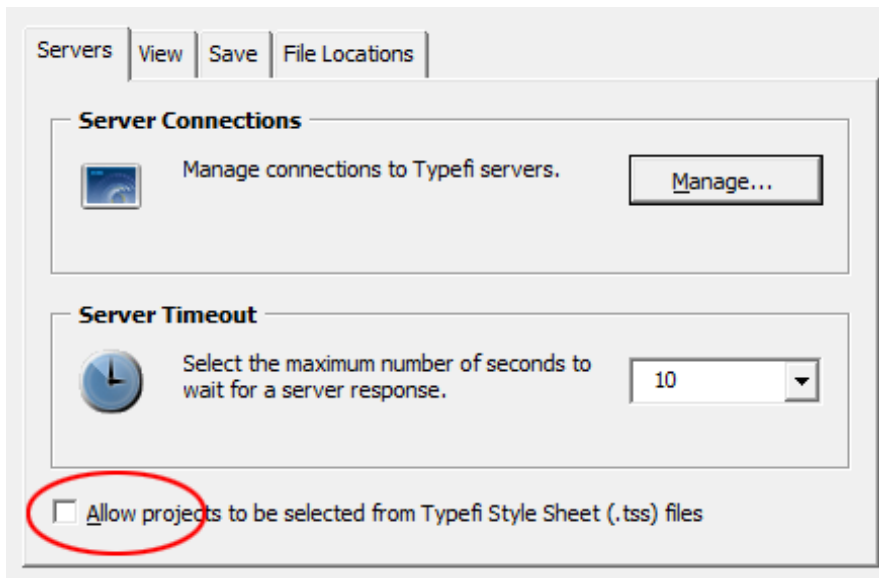 Servers View Save File Locations
Server Connections
Manage connections to Typefi servers.
Manage...
Server Timeout
Select the maximum number of seconds to
wait for a server response.
10
Allow projects to be selected from Typefi Style Sheet (.tss) files